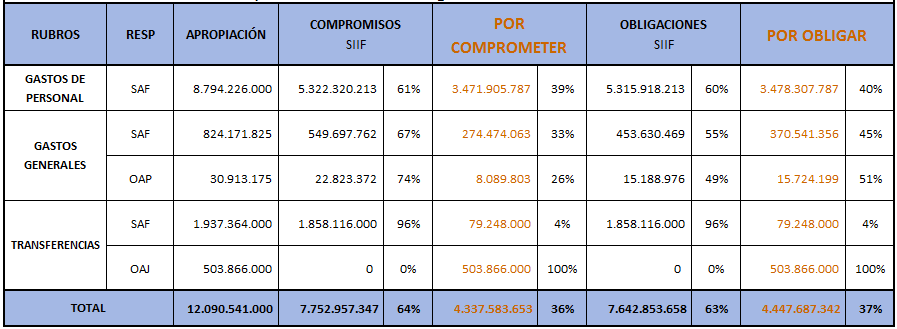 RUBROS RESP APROPIACIÓN COMPROMISOS SIIF POR COMPROMETER OBLIGACIONES SIIF POR OBLIGAR
GASTOS DE PERSONAL SAF 8.794.226.000 5.322.320.213 61% 3.471.905.787 39% 5.315.918.213 60% 3.478.307.787 40%
GASTOS GENERALES SAF 824.171.825 549.697.762 67% 274.474.063 33% 453.630.469 55% 370.541.356 45%
OAP 30.913.175 22.823.372 74% 8.089.803 26% 15.188.976 49% 15.724.199 51%
TRANSFERENCIAS SAF 1.937.364.000 1.858.116.000 96% 79.248.000 4% 1.858.116.000 96% 79.248.000 4%
OAJ 503.866.000 0 0% 503.866.000 100% 0 0% 503.866.000 100%
TOTAL 12.090.541.000 7.752.957.347 64% 4.337.583.653 36% 7.642.853.658 63% 4.447.687.342 37%